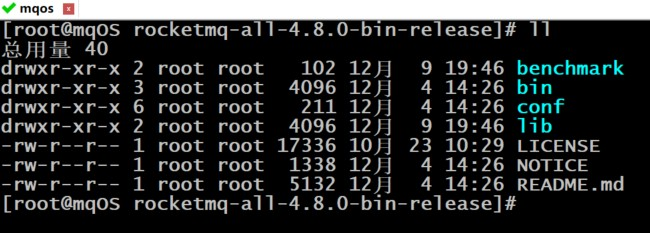 mqos
[root@mqOS rocketmq-all-4.8.0-bin-release]# ll
总用量 40
drwxr-xr-x 2 root root 102 12月 9 19:46 benchmark
drwxr-xr-x 3 root root 4096 12月 4 14:26 bin
drwxr-xr-x 6 root root 211 12月 4 14:26 conf
drwxr-xr-x 2 root root 4096 12月 9 19:46 lib
-rw-r--r-- 1 root root 17336 10月 23 10:29 LICENSE
-rw-r--r-- 1 root root 1338 12月 4 14:26 NOTICE
-rw-r--r-- 1 root root 5132 12月 4 14:26 README.md
[root@mqOS rocketmq-all-4.8.0-bin-release]#